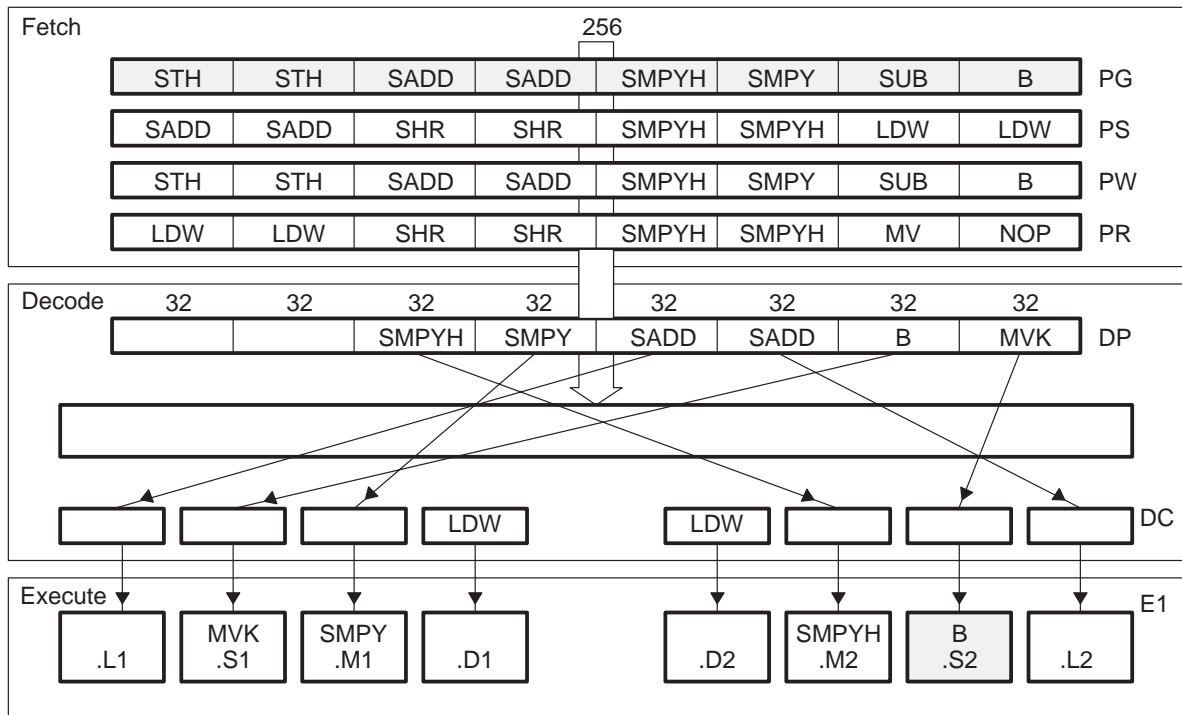 Fetch 256
STH STH SADD SADD SMPYH SMPY SUB B PG
SADD SADD SHR SHR SMPYH SMPYH LDW LDW PS
STH STH SADD SADD SMPYH SMPY SUB B PW
LDW LDW SHR SHR SMPYH SMPYH MV NOP PR
Decode 32 32 32 32 32 32 32 32
SMPYH SMPY SADD SADD B MVK DP
LDW LDW DC
Execute E1
MVK SMPY SMPYH B
.L1 .S1 .M1 .D1 .D2 .M2 .S2 .L2